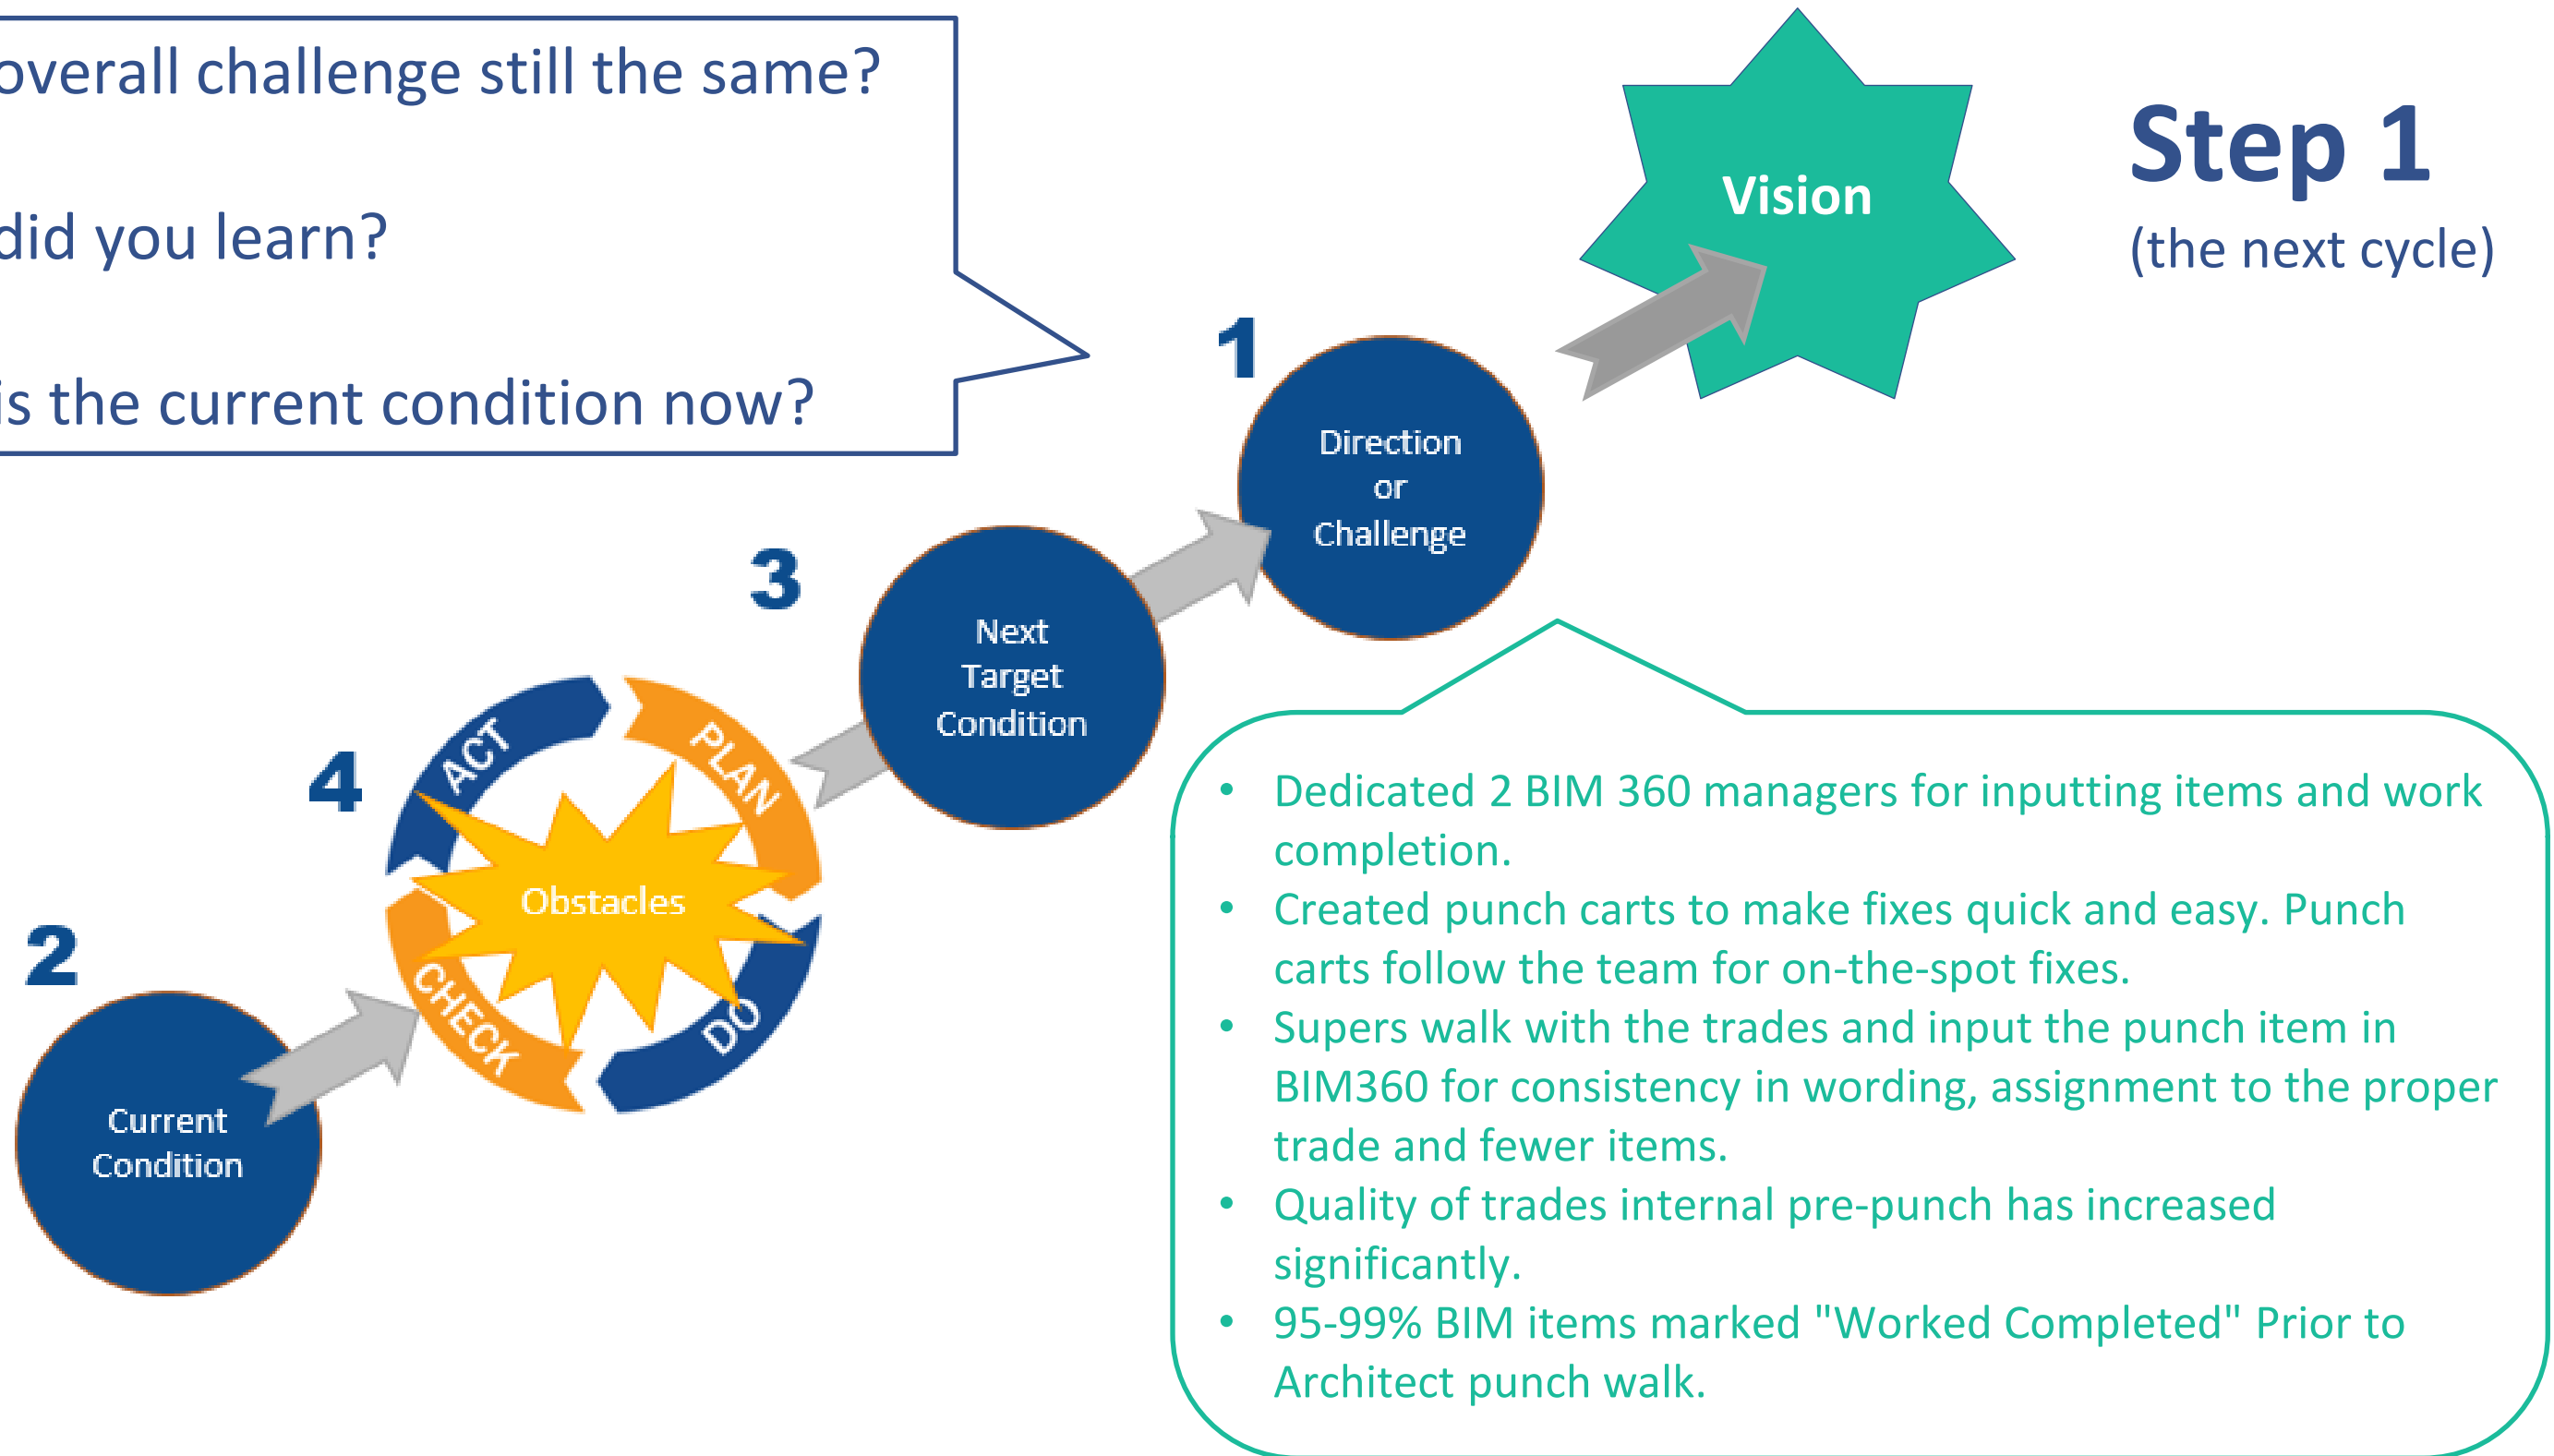 overall challenge still the same?
did you learn?
is the current condition now?
Vision
Step 1
(the next cycle)
1
Direction
or
Challenge
3
Next
Target
Condition
4
ACT
PLAN
Obstacles
CHECK
DO
2
Current
Condition
• Dedicated 2 BIM 360 managers for inputting items and work
completion.
• Created punch carts to make fixes quick and easy. Punch
carts follow the team for on-the-spot fixes.
• Supers walk with the trades and input the punch item in
BIM360 for consistency in wording, assignment to the proper
trade and fewer items.
• Quality of trades internal pre-punch has increased
significantly.
• 95-99% BIM items marked "Worked Completed" Prior to
Architect punch walk.